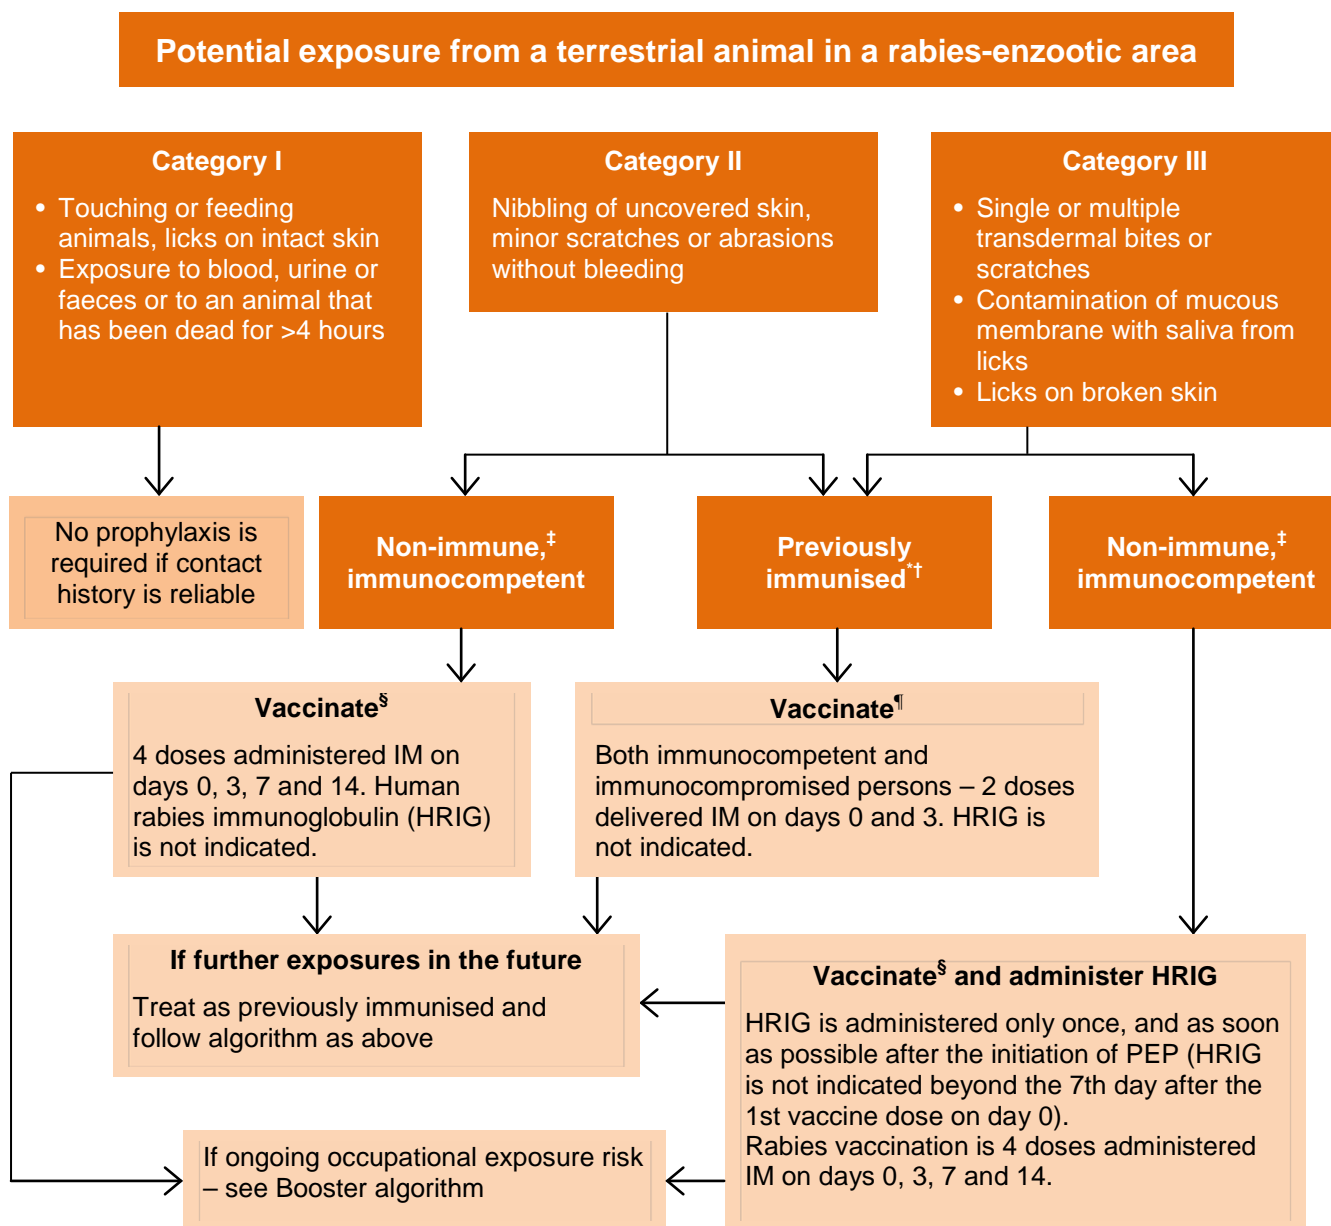 Potential exposure from a terrestrial animal in a rabies-enzootic area
Category I
• Touching or feeding
animals, licks on intact skin
• Exposure to blood, urine or
faeces or to an animal that
has been dead for >4 hours
Category II
Nibbling of uncovered skin,
minor scratches or abrasions
without bleeding
Category III
• Single or multiple
transdermal bites or
scratches
• Contamination of mucous
membrane with saliva from
licks
• Licks on broken skin
No prophylaxis is
required if contact
history is reliable
Non-immune,‡
immunocompetent
Previously
immunised*†
Non-immune,‡
immunocompetent
Vaccinate§
4 doses administered IM on
days 0, 3, 7 and 14. Human
rabies immunoglobulin (HRIG)
is not indicated.
Vaccinate¶
Both immunocompetent and
immunocompromised persons – 2 doses
delivered IM on days 0 and 3. HRIG is
not indicated.
If further exposures in the future
Treat as previously immunised and
follow algorithm as above
Vaccinate§ and administer HRIG
HRIG is administered only once, and as soon
as possible after the initiation of PEP (HRIG
is not indicated beyond the 7th day after the
1st vaccine dose on day 0).
Rabies vaccination is 4 doses administered
IM on days 0, 3, 7 and 14.
If ongoing occupational exposure risk
– see Booster algorithm